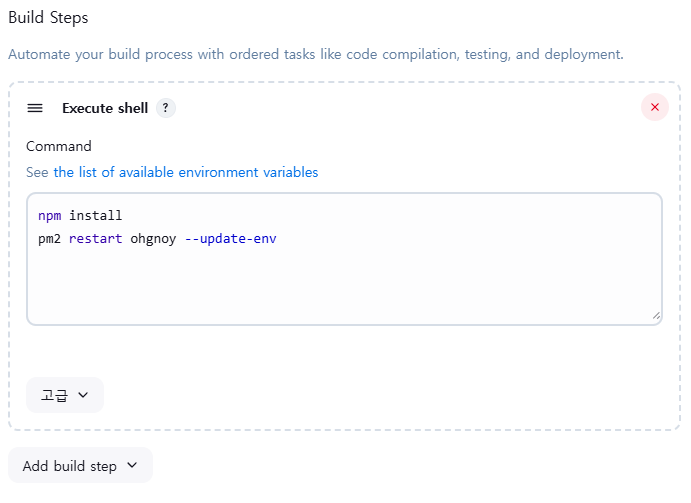 Build Steps
Automate your build process with ordered tasks like code compilation, testing, and deployment.
Execute shell ?
Command
See the list of available environment variables
npm install
pm2 restart ohgnoy --update-env
고급
Add build step